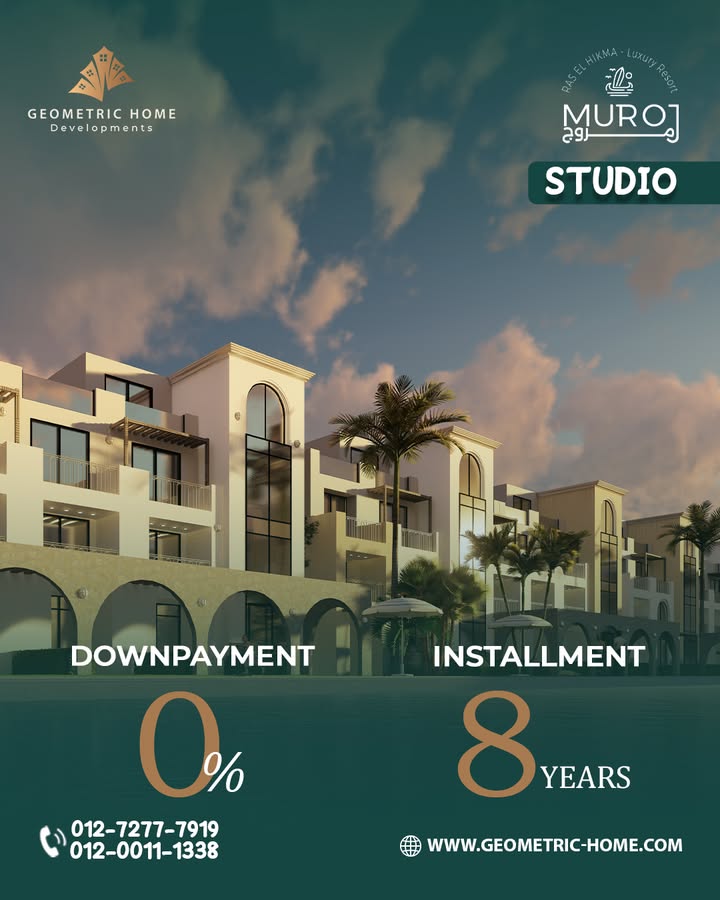 GEOMETRIC HOME
Developments
RAS EL HIKMA - Luxury Resort
MUROJ
مروج
STUDIO
DOWNPAYMENT
0%
INSTALLMENT
8 YEARS
012-7277-7919
012-0011-1338
WWW.GEOMETRIC-HOME.COM